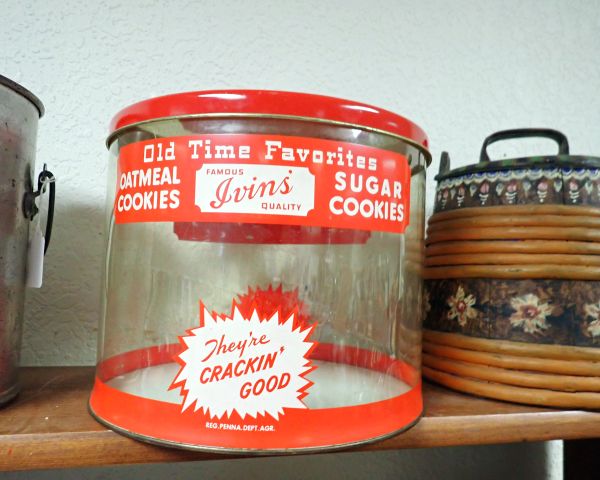 Old Time Favorites
OATMEAL
COOKIES
FAMOUS
Ivins'
QUALITY
SUGAR
COOKIES
They're
CRACKIN'
GOOD
REG. PENNA. DEPT. AGR.